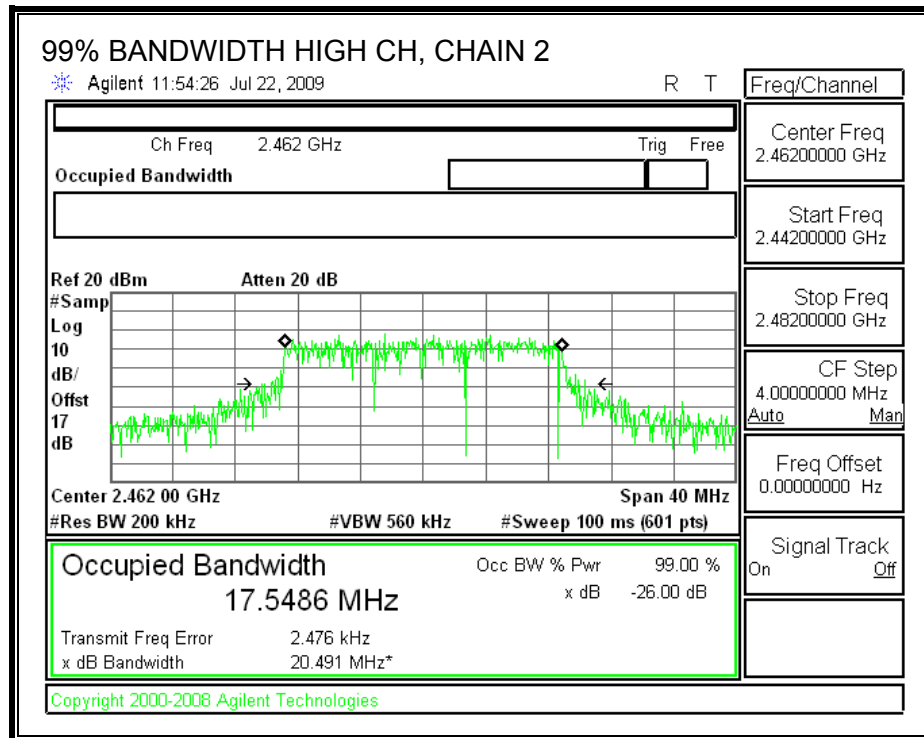 99% BANDWIDTH HIGH CH, CHAIN 2
Agilent 11:54:26 Jul 22, 2009 R T
Freq/Channel
Ch Freq 2.462 GHz Trig Free
Occupied Bandwidth
Center Freq
2.46200000 GHz
Start Freq
2.44200000 GHz
Stop Freq
2.48200000 GHz
CF Step
4.00000000 MHz
Auto Man
Freq Offset
0.00000000 Hz
Signal Track
On Off
Ref 20 dBm Atten 20 dB
#Samp
Log
10
dB/
Offst
17
dB
Center 2.462 00 GHz Span 40 MHz
#Res BW 200 kHz #VBW 560 kHz #Sweep 100 ms (601 pts)
Occupied Bandwidth Occ BW % Pwr 99.00 %
17.5486 MHz x dB -26.00 dB
Transmit Freq Error 2.476 kHz
x dB Bandwidth 20.491 MHz*
Copyright 2000-2008 Agilent Technologies